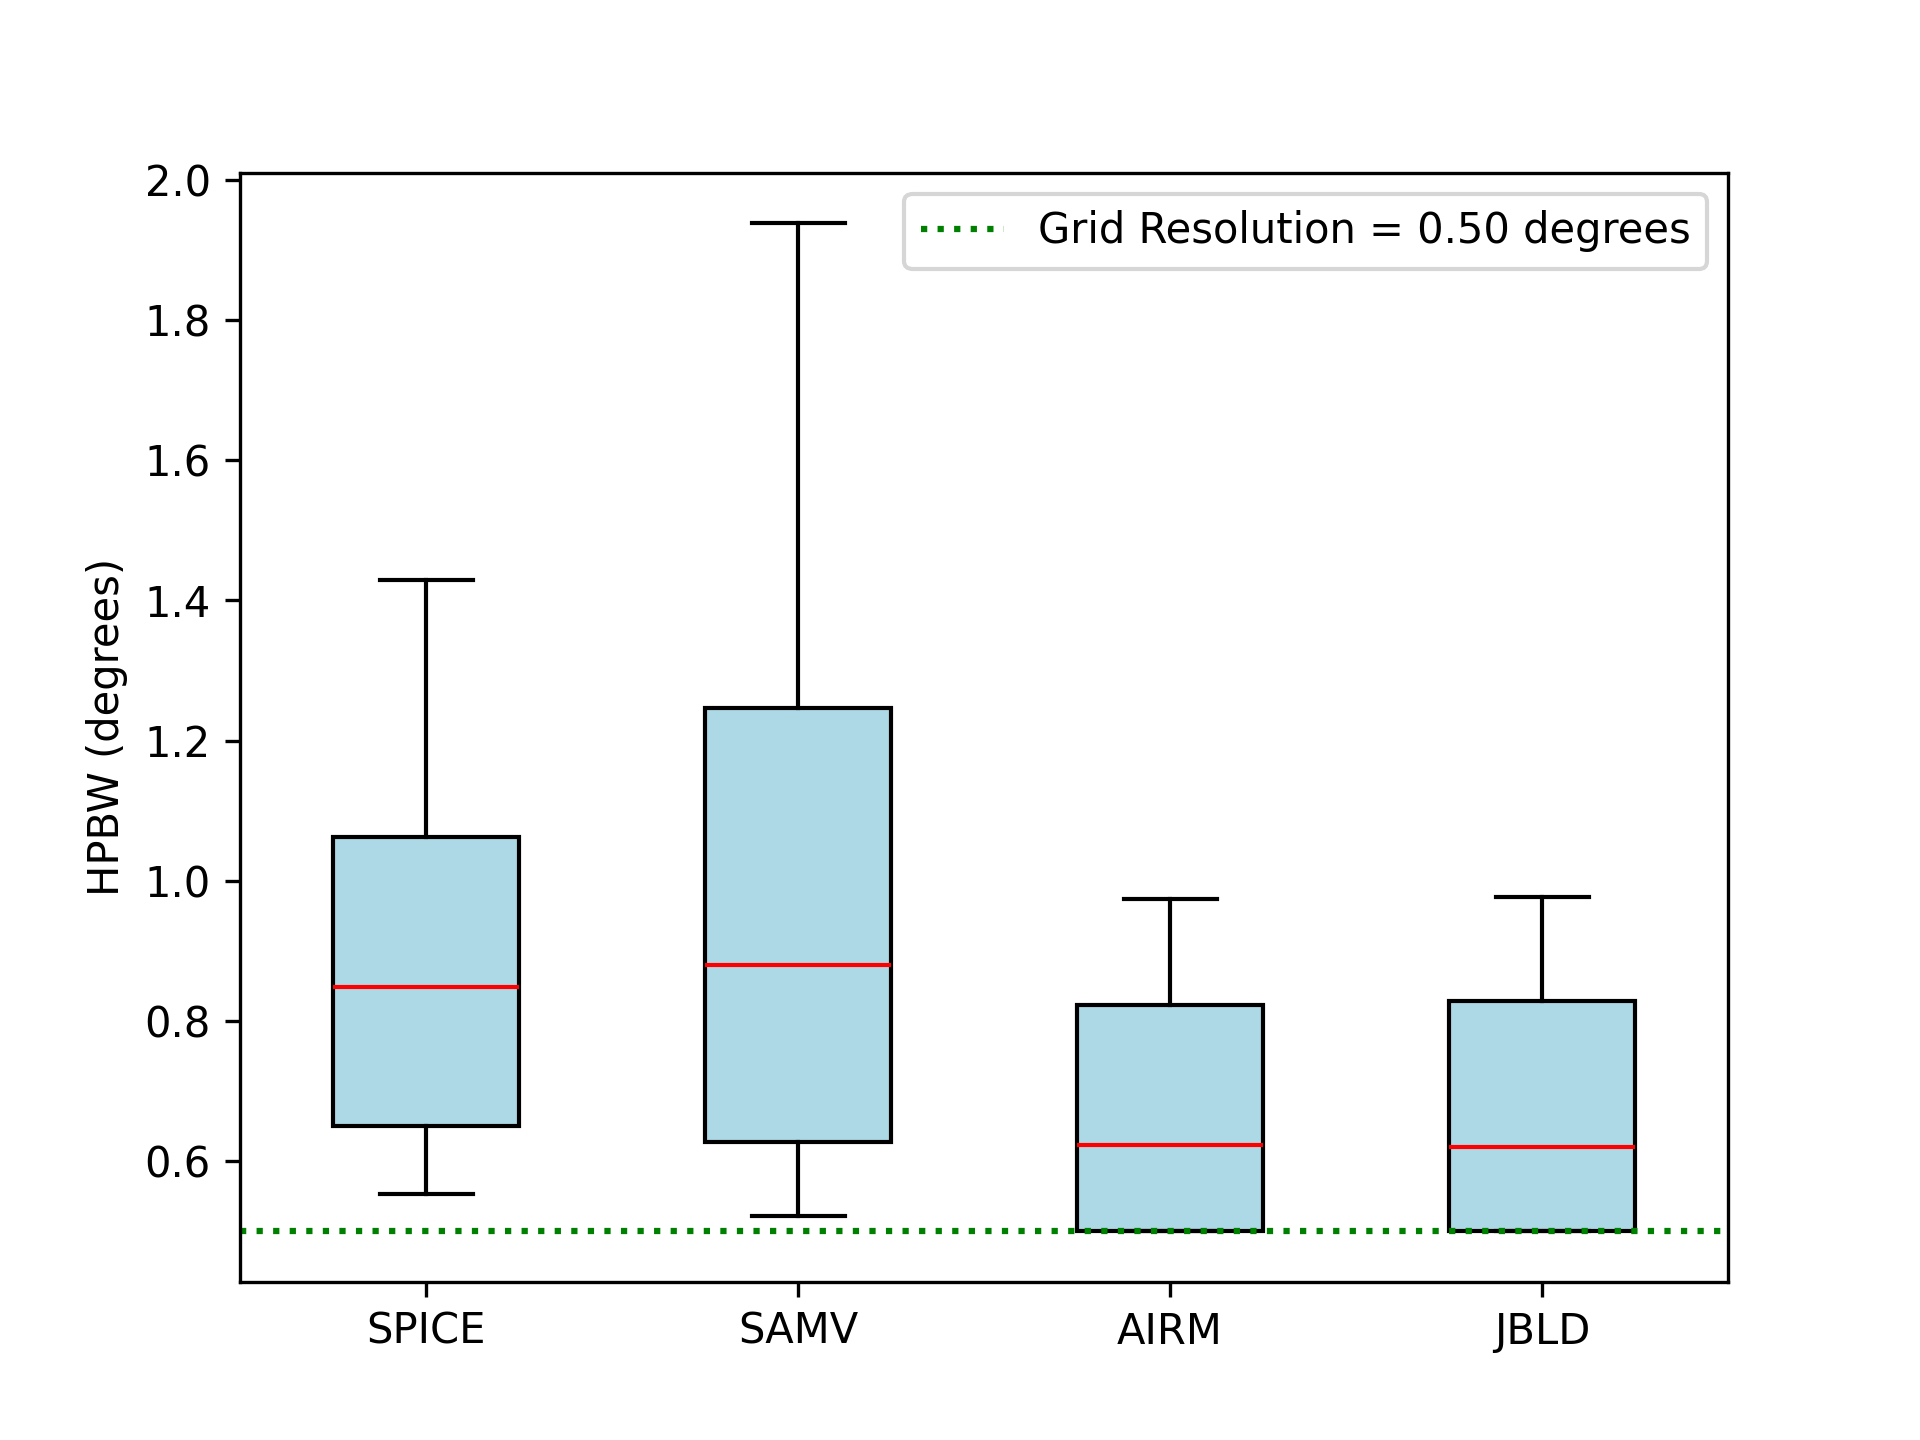 2.0
1.8
1.6
1.4
1.2
1.0
0.8
0.6
HPBW (degrees)
Grid Resolution = 0.50 degrees
SPICE
SAMV
AIRM
JBLD